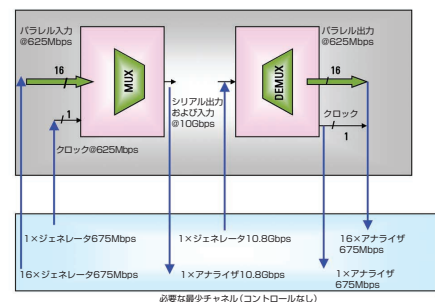 パラレル入力
@625Mbps
16
MUX
1
クロック@625Mbps
シリアル出力
および入力
@10Gbps
DEMUX
パラレル出力
@625Mbps
16
クロック
1
1×ジェネレータ675Mbps
16×ジェネレータ675Mbps
1×ジェネレータ10.8Gbps
1×アナライザ10.8Gbps
16×アナライザ
675Mbps
1×アナライザ
675Mbps
必要な最少チャネル（コントロールなし）